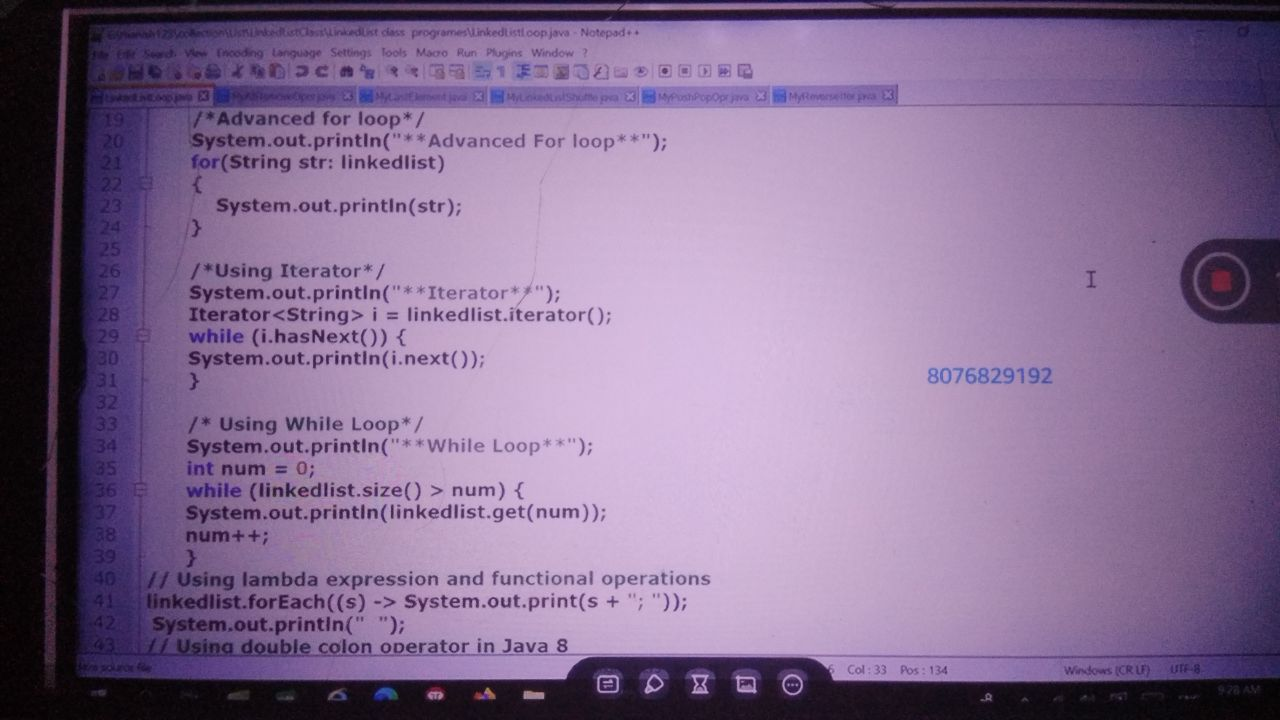 G:\manish123\collection\List\LinkedListClass\LinkedList class programes\LinkedListLoop.java - Notepad++
File Edit Search View Encoding Language Settings Tools Macro Run Plugins Window ?
LinkedListLoop.java MyLastElement.java MyLinkedListShuffle.java MyPushPopOpr.java MyReverseIter.java
19 /*Advanced for loop*/
20 System.out.println("**Advanced For loop**");
21 for(String str: linkedlist)
22 {
23 System.out.println(str);
24 }
25
26 /*Using Iterator*/
27 System.out.println("**Iterator**");
28 Iterator<String> i = linkedlist.iterator();
29 while (i.hasNext()) {
30 System.out.println(i.next());
31 }
8076829192
32
33 /* Using While Loop*/
34 System.out.println("**While Loop**");
35 int num = 0;
36 while (linkedlist.size() > num) {
37 System.out.println(linkedlist.get(num));
38 num++;
39 }
40 // Using lambda expression and functional operations
41 linkedlist.forEach((s) -> System.out.print(s + "; "));
42 System.out.println("  ");
43 // Using double colon operator in Java 8
Java source file Col : 33 Pos : 134 Windows (CR LF) UTF-8
9:28 AM